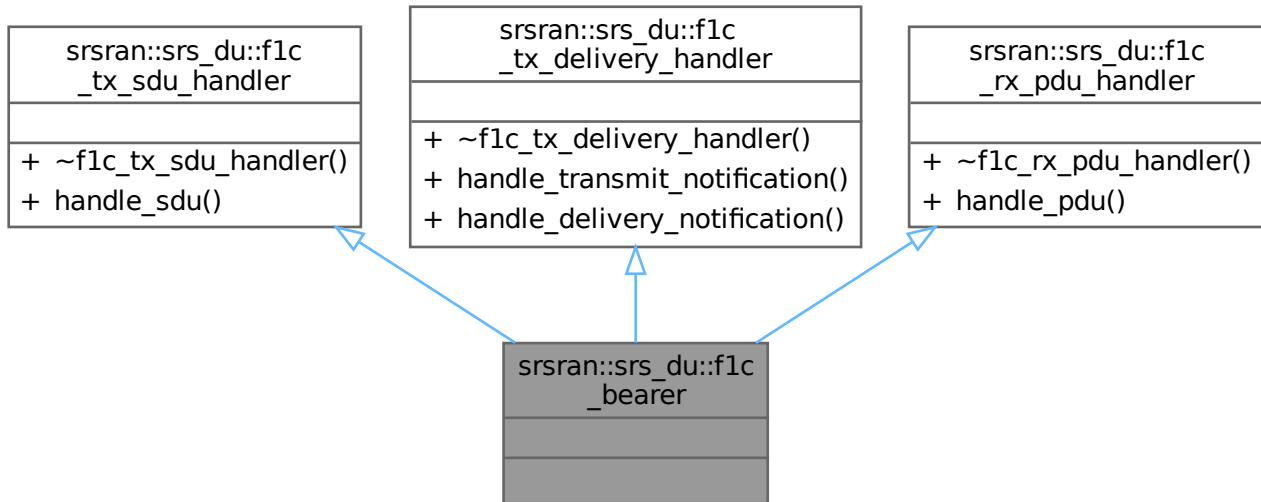 srsran::srs_du::f1c
_tx_sdu_handler
+ ~f1c_tx_sdu_handler()
+ handle_sdu()
srsran::srs_du::f1c
_tx_delivery_handler
+ ~f1c_tx_delivery_handler()
+ handle_transmit_notification()
+ handle_delivery_notification()
srsran::srs_du::f1c
_rx_pdu_handler
+ ~f1c_rx_pdu_handler()
+ handle_pdu()
srsran::srs_du::f1c
_bearer